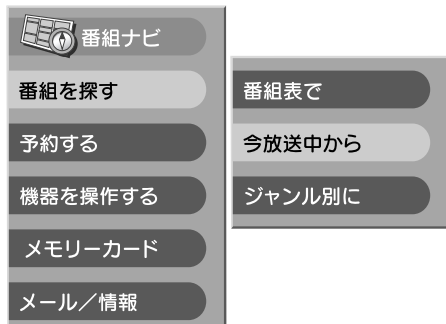 番組ナビ
番組を探す
予約する
機器を操作する
メモリーカード
メール／情報
番組表で
今放送中から
ジャンル別に